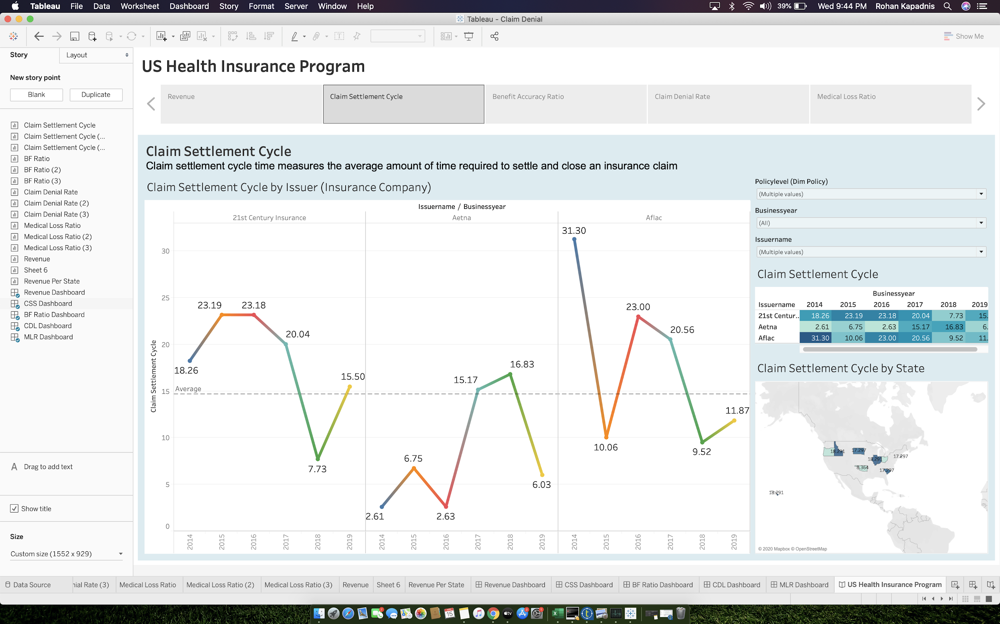 Tableau File Data Worksheet Dashboard Story Format Server Window Help 39% Wed 9:44 PM Rohan Kapadnis
Tableau - Claim Denial
Show Me
Story Layout
New story point
Blank Duplicate
Claim Settlement Cycle
Claim Settlement Cycle (...
Claim Settlement Cycle (...
BF Ratio
BF Ratio (2)
BF Ratio (3)
Claim Denial Rate
Claim Denial Rate (2)
Claim Denial Rate (3)
Medical Loss Ratio
Medical Loss Ratio (2)
Medical Loss Ratio (3)
Revenue
Sheet 6
Revenue Per State
Revenue Dashboard
CSS Dashboard
BF Ratio Dashboard
CDL Dashboard
MLR Dashboard
A Drag to add text
Show title
Size
Custom size (1552 x 929)
US Health Insurance Program
Revenue
Claim Settlement Cycle
Benefit Accuracy Ratio
Claim Denial Rate
Medical Loss Ratio
Claim Settlement Cycle
Claim settlement cycle time measures the average amount of time required to settle and close an insurance claim
Claim Settlement Cycle by Issuer (Insurance Company)
Issuername / Businessyear
21st Century Insurance Aetna Aflac
Claim Settlement Cycle
30
25
20
15
10
5
0
Average
18.26
23.19
23.18
20.04
7.73
15.50
2.61
6.75
2.63
15.17
16.83
6.03
31.30
10.06
23.00
20.56
9.52
11.87
2014 2015 2016 2017 2018 2019 2014 2015 2016 2017 2018 2019 2014 2015 2016 2017 2018 2019
Policylevel (Dim Policy)
(Multiple values)
Businessyear
(All)
Issuername
(Multiple values)
Claim Settlement Cycle
Businessyear
Issuername 2014 2015 2016 2017 2018 2019
21st Centur.. 18.26 23.19 23.18 20.04 7.73 15.
Aetna 2.61 6.75 2.63 15.17 16.83 6.
Aflac 31.30 10.06 23.00 20.56 9.52 11.
Claim Settlement Cycle by State
18.291
17.297
18.291
17.297
8.364
17.297
18.291
© 2020 Mapbox © OpenStreetMap
Data Source nial Rate (3) Medical Loss Ratio Medical Loss Ratio (2) Medical Loss Ratio (3) Revenue Sheet 6 Revenue Per State Revenue Dashboard CSS Dashboard BF Ratio Dashboard CDL Dashboard MLR Dashboard US Health Insurance Program